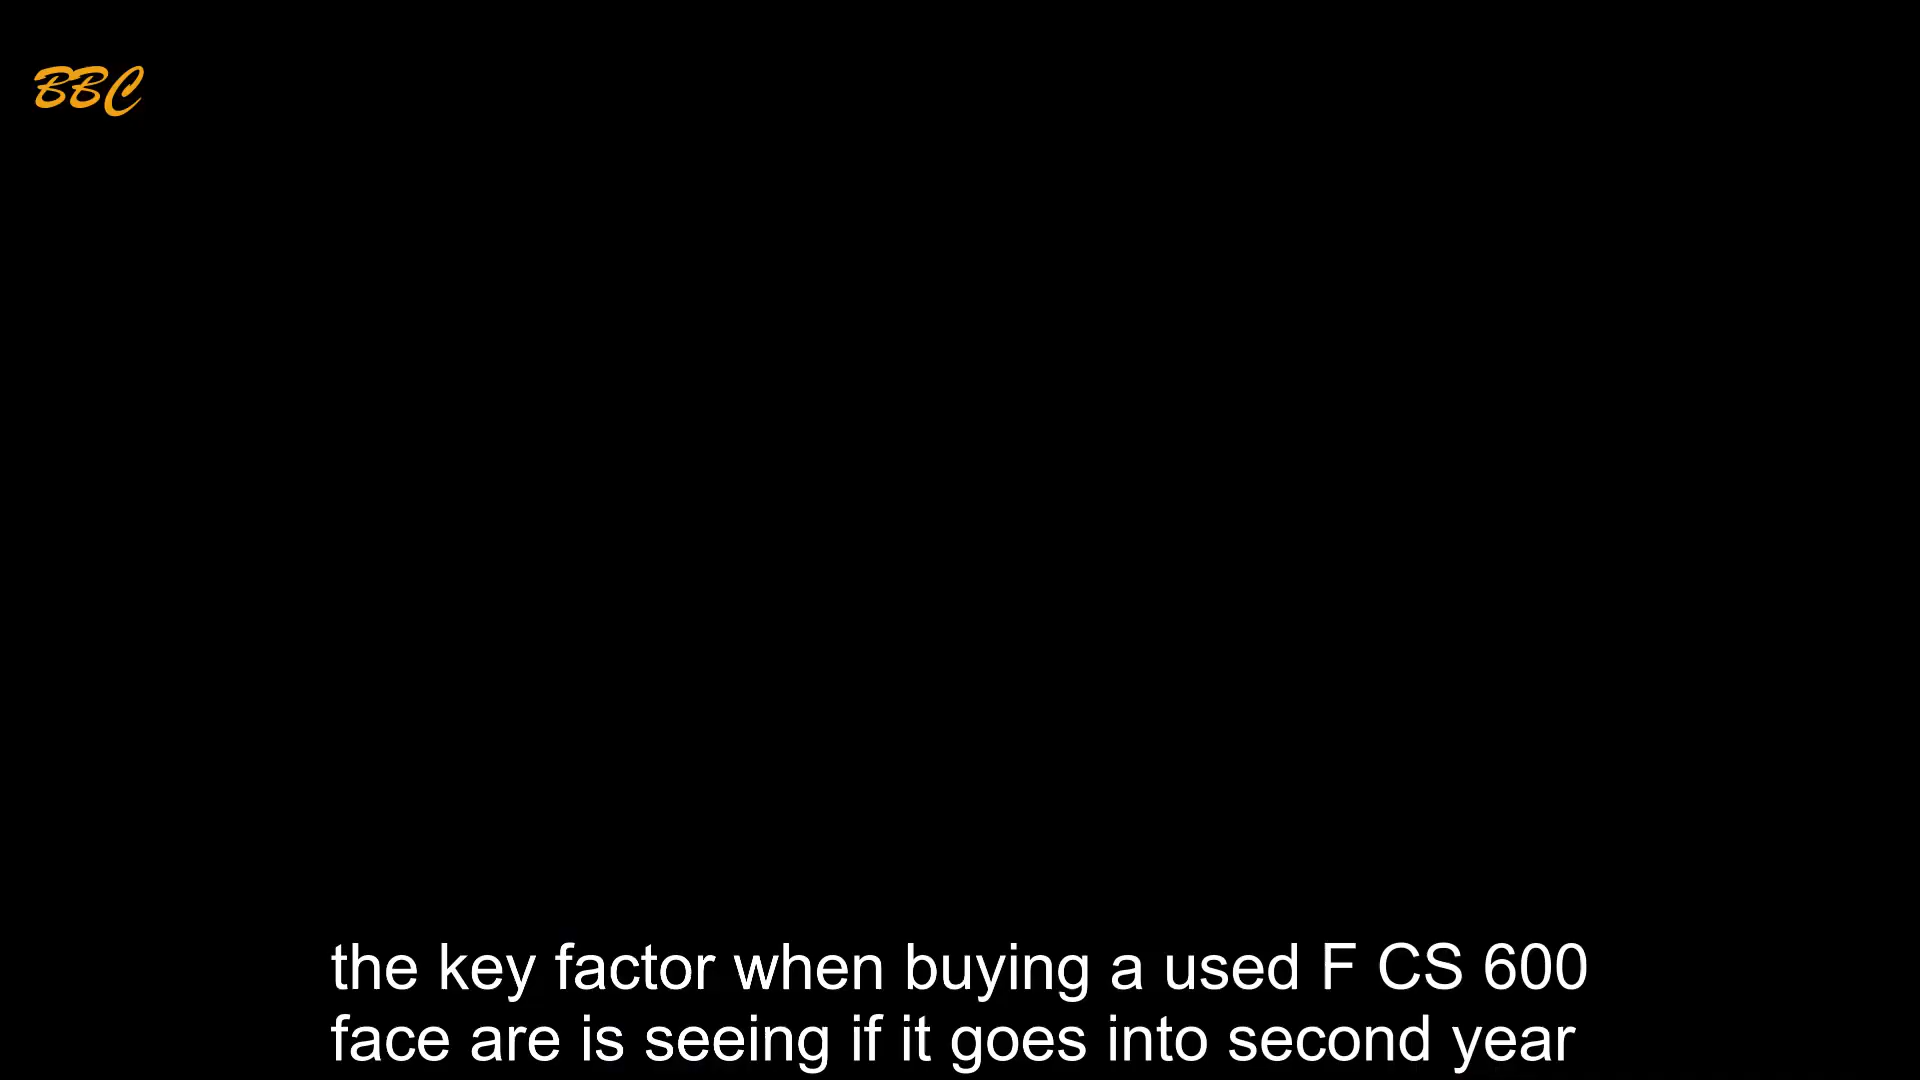 BBC
the key factor when buying a used F CS 600
face are is seeing if it goes into second year